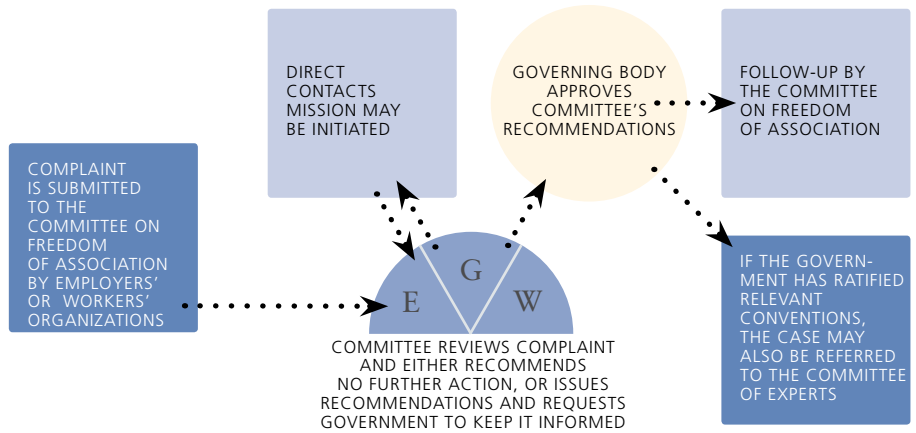 COMPLAINT
IS SUBMITTED
TO THE
COMMITTEE ON
FREEDOM
OF ASSOCIATION
BY EMPLOYERS'
OR WORKERS'
ORGANIZATIONS
DIRECT
CONTACTS
MISSION MAY
BE INITIATED
E
G
W
COMMITTEE REVIEWS COMPLAINT
AND EITHER RECOMMENDS
NO FURTHER ACTION, OR ISSUES
RECOMMENDATIONS AND REQUESTS
GOVERNMENT TO KEEP IT INFORMED
GOVERNING BODY
APPROVES
COMMITTEE'S
RECOMMENDATIONS
FOLLOW-UP BY
THE COMMITTEE
ON FREEDOM
OF ASSOCIATION
IF THE GOVERN-
MENT HAS RATIFIED
RELEVANT
CONVENTIONS,
THE CASE MAY
ALSO BE REFERRED
TO THE COMMITTEE
OF EXPERTS